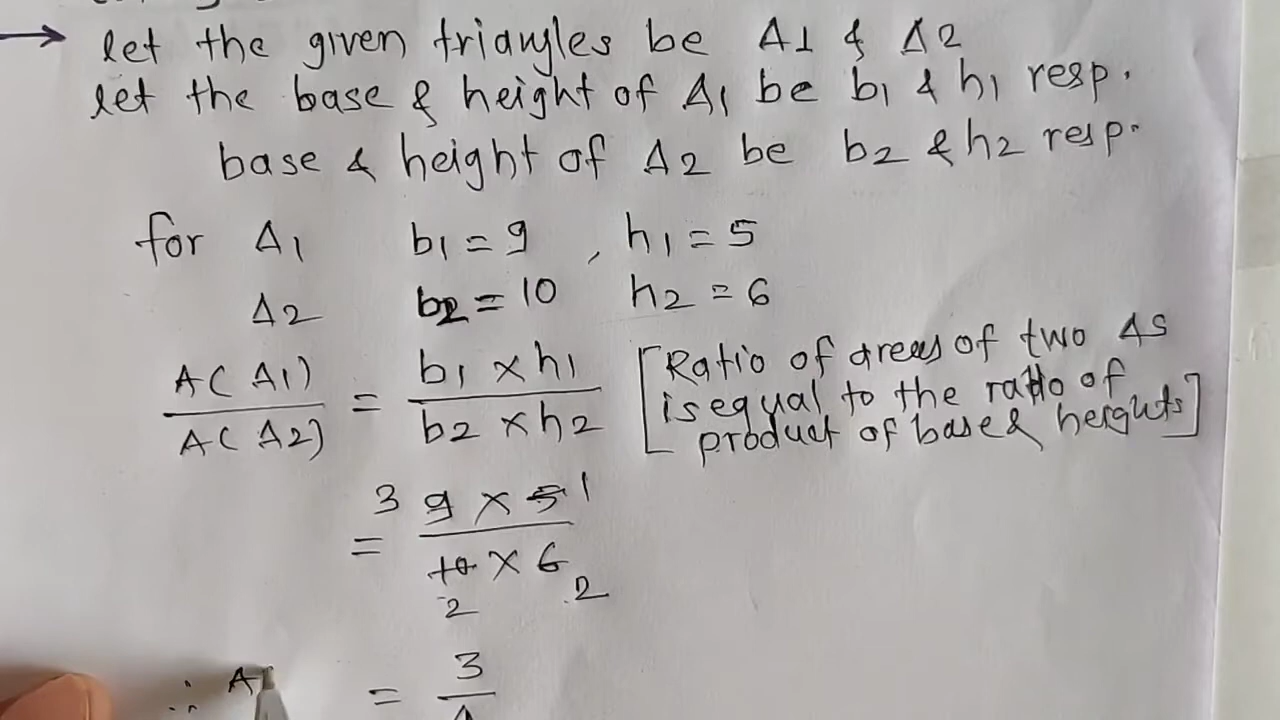 → let the given triangles be Δ1 & Δ2
let the base & height of Δ1 be b1 & h1 resp.
base & height of Δ2 be b2 & h2 resp.
for Δ1 b1 = 9 , h1 = 5
Δ2 b2 = 10 h2 = 6
A(Δ1) / A(Δ2) = b1 × h1 / b2 × h2 [Ratio of areas of two Δs
is equal to the ratio of
product of base & heights]
= 3 9 × 5 1 / 10 × 6
2 2
∴ A = 3 / 4